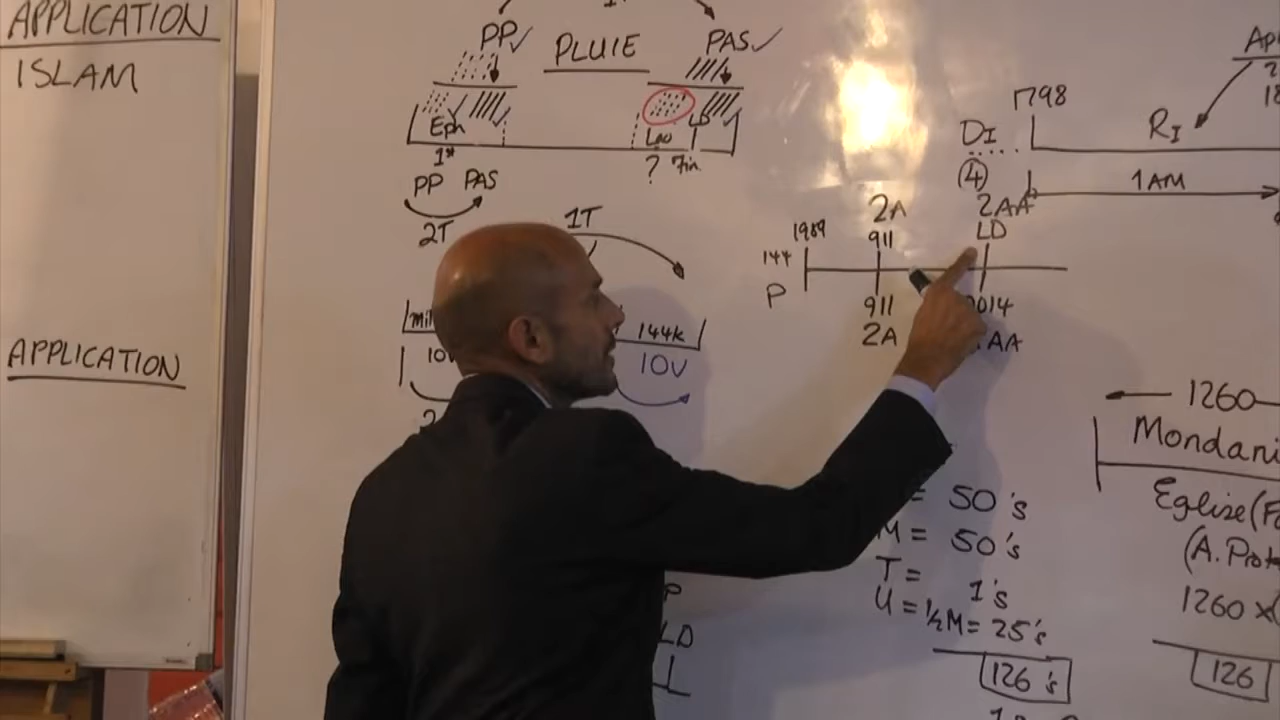 APPLICATION
ISLAM
APPLICATION
PP✓ PLUIE PAS✓
Eph
Lao
1st
? Fin
PP PAS
2T
1T
Mil
144K
10V
LD
1798
DI
RI
④
1AM
2A 2AA
1989 911 LD
144
P 911 2014
2A AA
= 50's
M = 50's
T = 1's
U = ½M = 25's
126's
1260
Mondani
Eglise (F
(A. Prot
1260 x
126